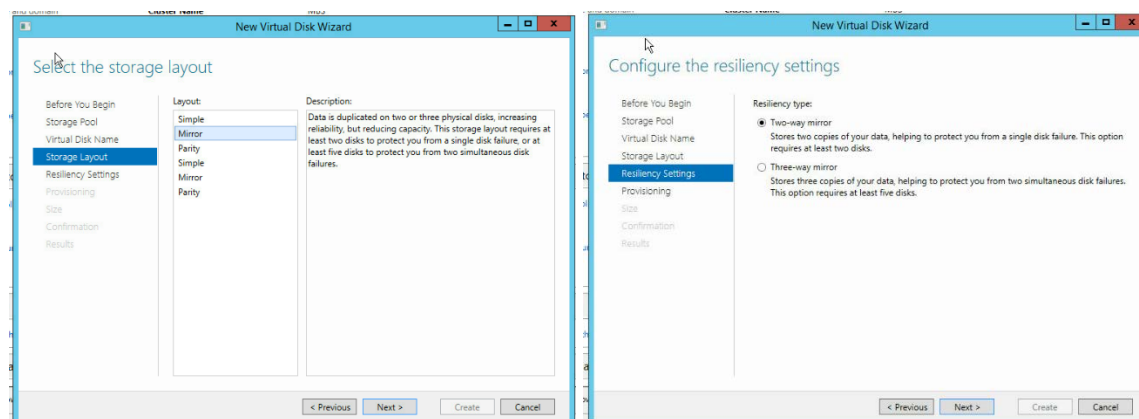 and domain Cluster Name MBS
New Virtual Disk Wizard
Select the storage layout
Before You Begin
Storage Pool
Virtual Disk Name
Storage Layout
Resiliency Settings
Provisioning
Size
Confirmation
Results
Layout:
Simple
Mirror
Parity
Simple
Mirror
Parity
Description:
Data is duplicated on two or three physical disks, increasing
reliability, but reducing capacity. This storage layout requires at
least two disks to protect you from a single disk failure, or at
least five disks to protect you from two simultaneous disk
failures.
< Previous Next > Create Cancel
New Virtual Disk Wizard
Configure the resiliency settings
Before You Begin
Storage Pool
Virtual Disk Name
Storage Layout
Resiliency Settings
Provisioning
Size
Confirmation
Results
Resiliency type:
Two-way mirror
Stores two copies of your data, helping to protect you from a single disk failure. This option
requires at least two disks.
Three-way mirror
Stores three copies of your data, helping to protect you from two simultaneous disk failures.
This option requires at least five disks.
< Previous Next > Create Cancel